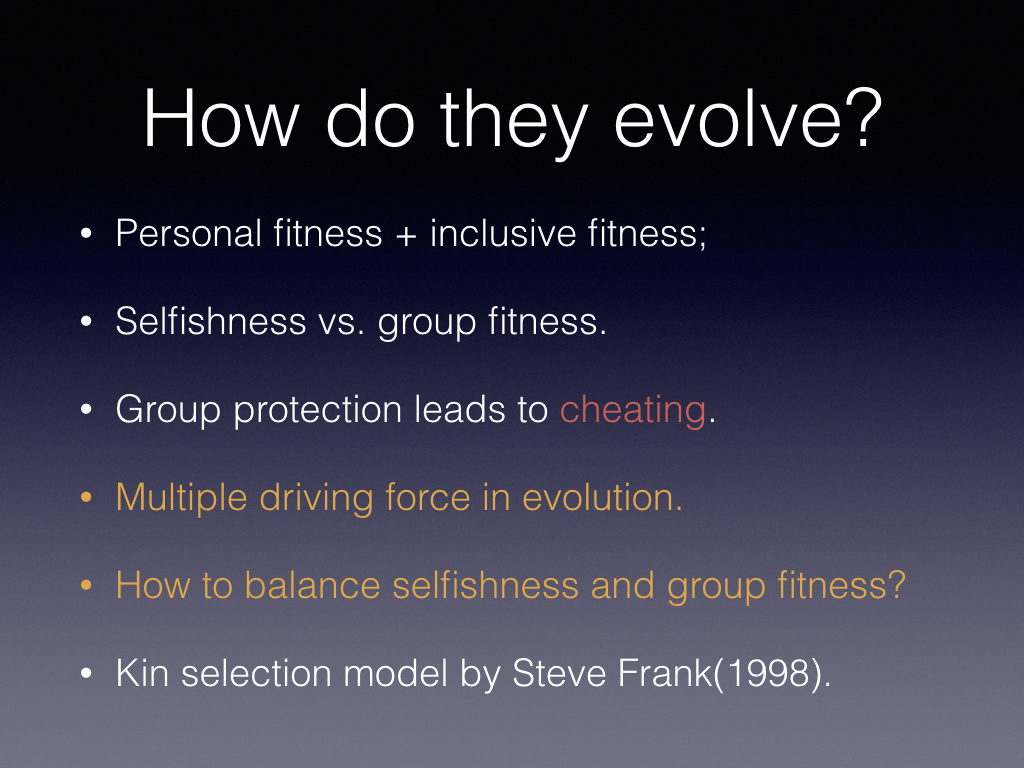 How do they evolve?
• Personal fitness + inclusive fitness;
• Selfishness vs. group fitness.
• Group protection leads to cheating.
• Multiple driving force in evolution.
• How to balance selfishness and group fitness?
• Kin selection model by Steve Frank(1998).